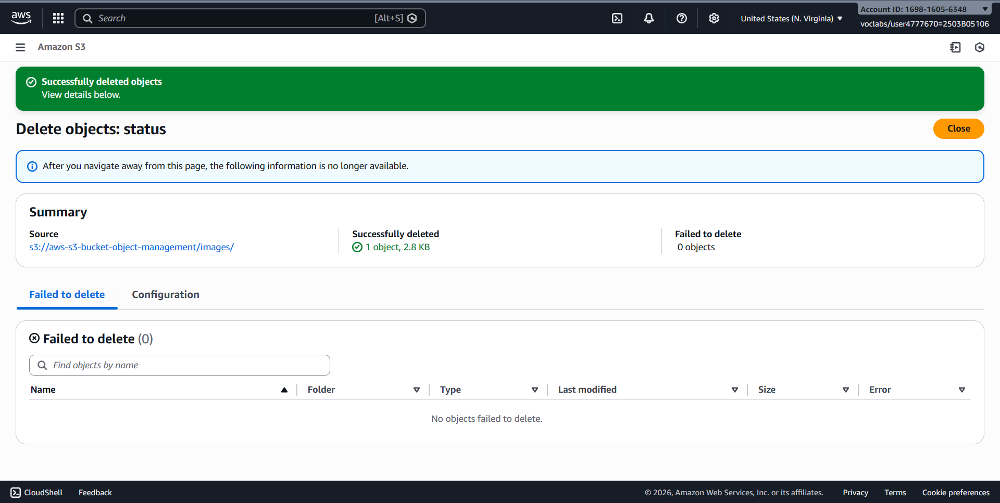 aws
Search
[Alt+S]
United States (N. Virginia)
Account ID: 1698-1605-6348
voclabs/user4777670=2503B05106
Amazon S3
Successfully deleted objects
View details below.
Delete objects: status
Close
After you navigate away from this page, the following information is no longer available.
Summary
Source
s3://aws-s3-bucket-object-management/images/
Successfully deleted
1 object, 2.8 KB
Failed to delete
0 objects
Failed to delete
Configuration
Failed to delete (0)
Find objects by name
Name
Folder
Type
Last modified
Size
Error
No objects failed to delete.
CloudShell
Feedback
© 2026, Amazon Web Services, Inc. or its affiliates.
Privacy
Terms
Cookie preferences